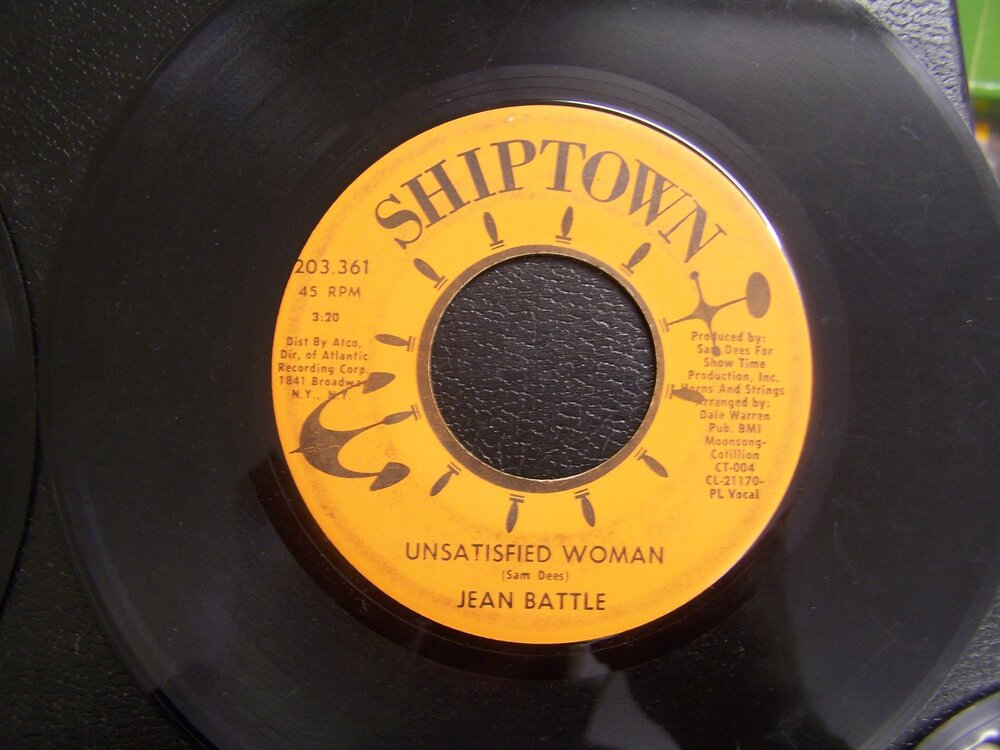 SHIPTOWN
203,361
45 RPM
3:20
Dist By Atco,
Dir, of Atlantic
Recording Corp.
1841 Broadway
N.Y., N.Y.
Produced by:
Sam Dees For
Show Time
Production, Inc.
Horns And Strings
Arranged by:
Dale Warren
Pub. BMI
Moonsong-
Cotillion
CT-004
CL-21170-
PL Vocal
UNSATISFIED WOMAN
(Sam Dees)
JEAN BATTLE